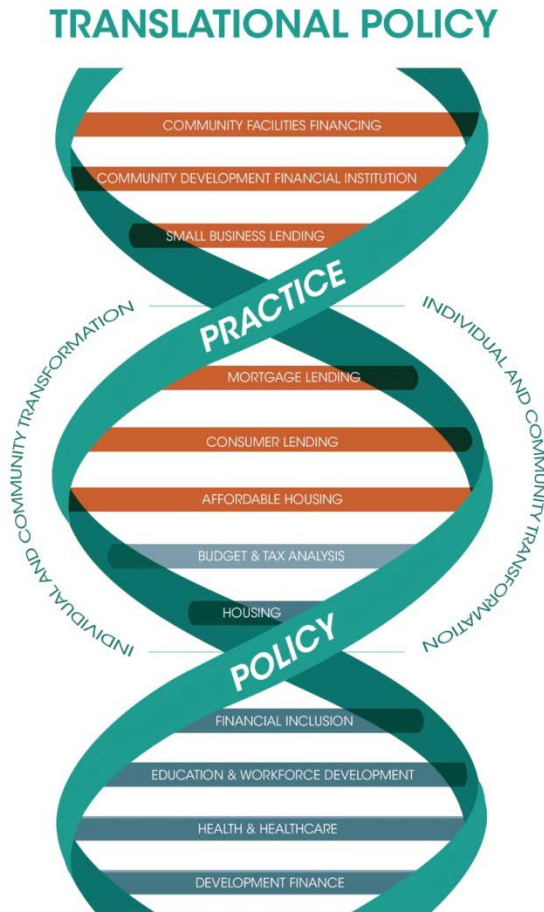 TRANSLATIONAL POLICY
COMMUNITY FACILITIES FINANCING
COMMUNITY DEVELOPMENT FINANCIAL INSTITUTION
SMALL BUSINESS LENDING
PRACTICE
INDIVIDUAL AND COMMUNITY TRANSFORMATION
INDIVIDUAL AND COMMUNITY TRANSFORMATION
MORTGAGE LENDING
CONSUMER LENDING
AFFORDABLE HOUSING
BUDGET & TAX ANALYSIS
HOUSING
POLICY
FINANCIAL INCLUSION
EDUCATION & WORKFORCE DEVELOPMENT
HEALTH & HEALTHCARE
DEVELOPMENT FINANCE